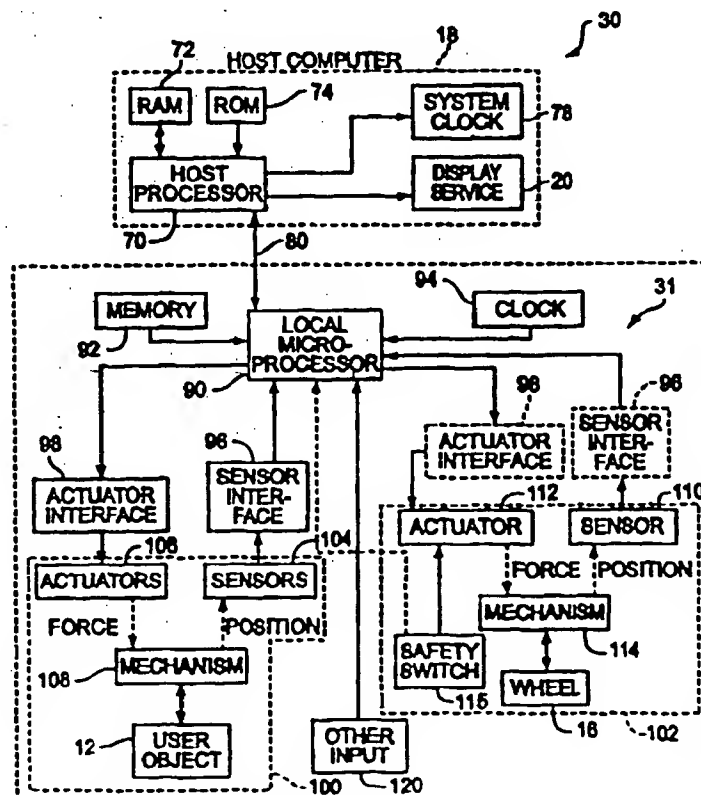 30
18
HOST COMPUTER
72
RAM
ROM
74
SYSTEM
CLOCK
78
HOST
PROCESSOR
DISPLAY
SERVICE
70
80
20
94
31
MEMORY
92
LOCAL
MICRO-
PROCESSOR
90
CLOCK
98
ACTUATOR
INTERFACE
96
SENSOR
INTER-
FACE
98
ACTUATOR
INTERFACE
96
SENSOR
INTER-
FACE
106
ACTUATORS
104
SENSORS
FORCE
POSITION
108
MECHANISM
12
USER
OBJECT
100
OTHER
INPUT
120
112
ACTUATOR
110
SENSOR
FORCE
POSITION
MECHANISM
114
SAFETY
SWITCH
115
WHEEL
16
102